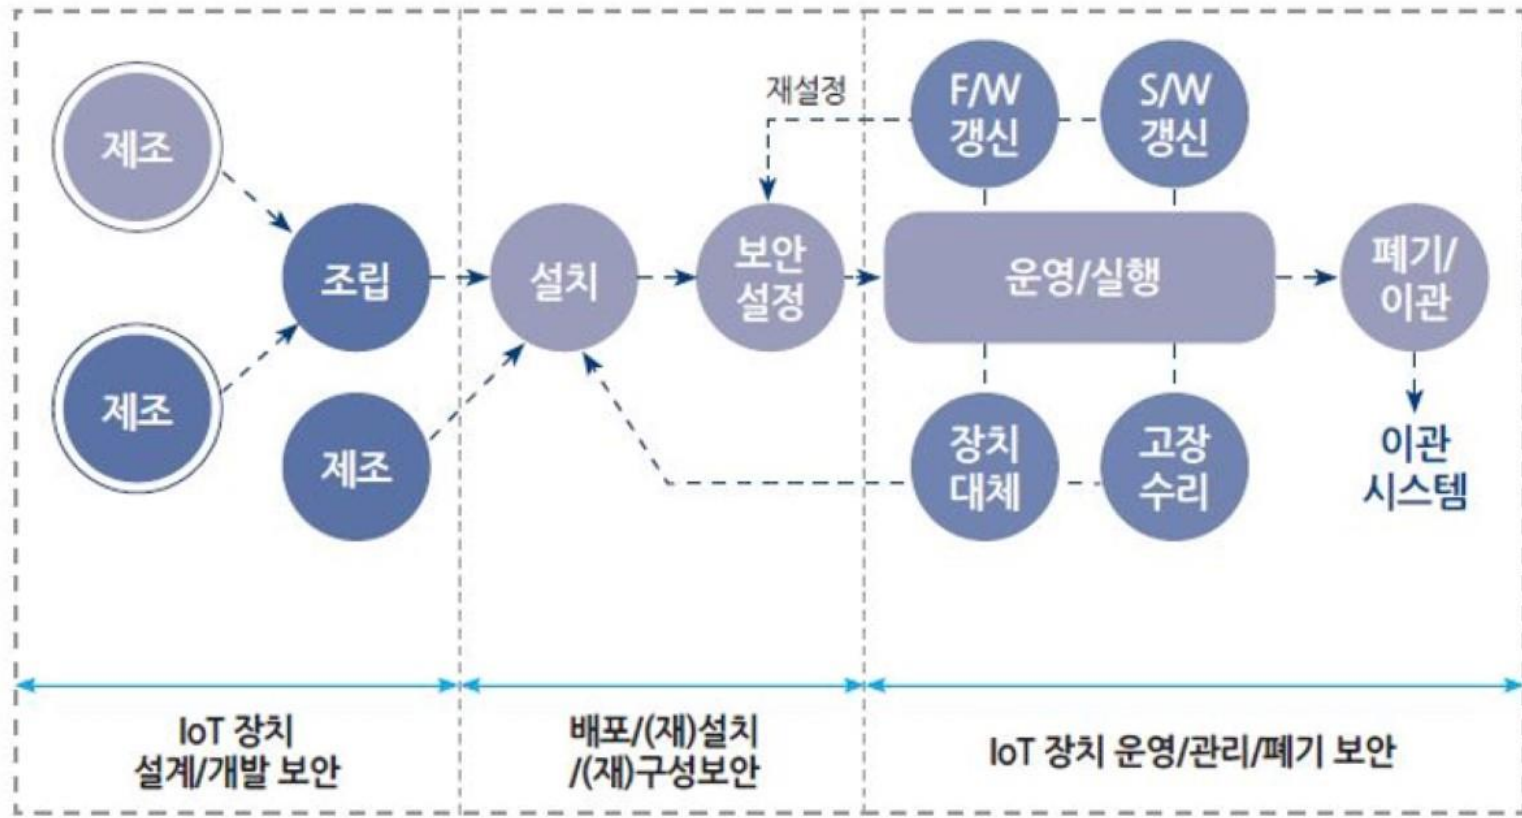 제조
제조
조립
제조
설치
재설정
보안
설정
F/W
갱신
S/W
갱신
운영/실행
장치
대체
고장
수리
폐기/
이관
이관
시스템
IoT 장치
설계/개발 보안
배포/(재)설치
/(재)구성보안
IoT 장치 운영/관리/폐기 보안